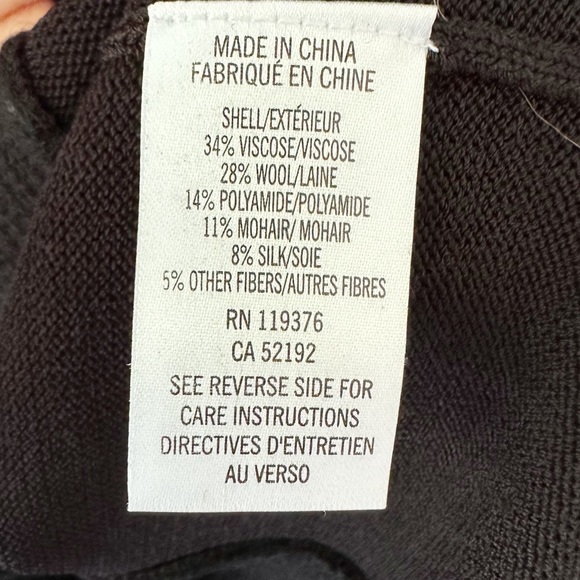 MADE IN CHINA
FABRIQUÉ EN CHINE
SHELL/EXTÉRIEUR
34% VISCOSE/VISCOSE
28% WOOL/LAINE
14% POLYAMIDE/POLYAMIDE
11% MOHAIR/ MOHAIR
8% SILK/SOIE
5% OTHER FIBERS/AUTRES FIBRES
RN 119376
CA 52192
SEE REVERSE SIDE FOR
CARE INSTRUCTIONS
DIRECTIVES D'ENTRETIEN
AU VERSO